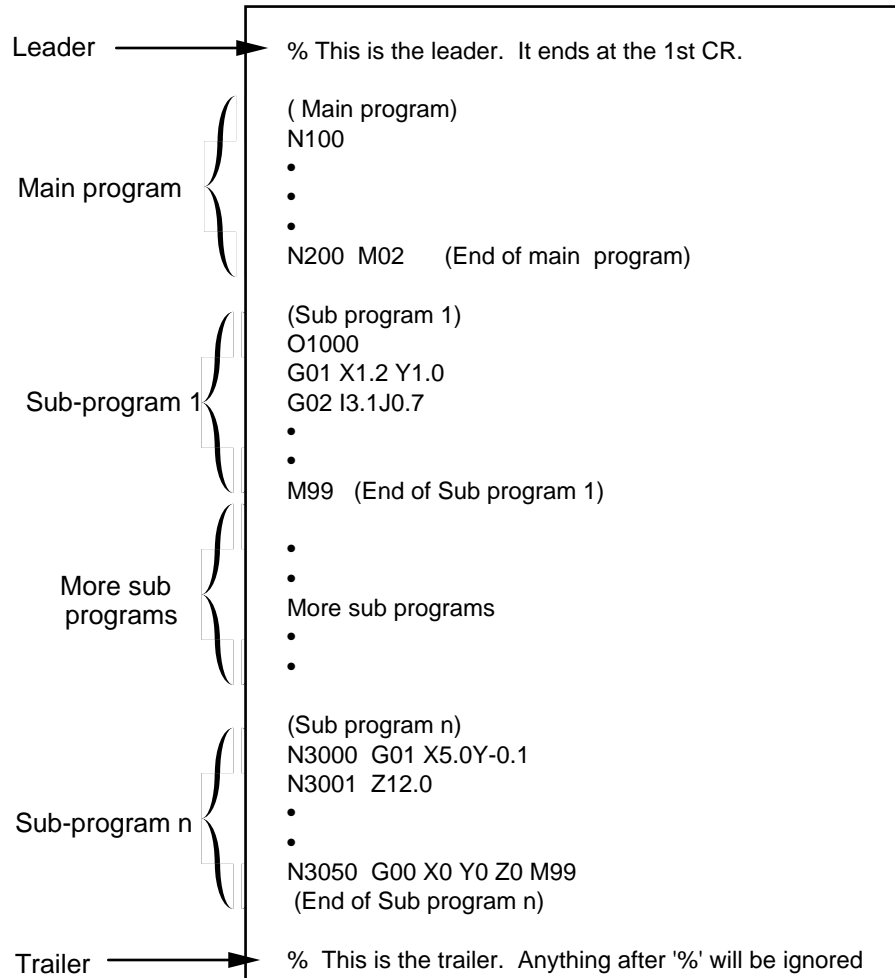 Leader
% This is the leader.  It ends at the 1st CR.
Main program
( Main program)
N100
•
•
•
N200  M02     (End of main  program)
Sub-program 1
(Sub program 1)
O1000
G01 X1.2 Y1.0
G02 I3.1J0.7
•
•
M99   (End of Sub program 1)
More sub
programs
•
•
More sub programs
•
•
Sub-program n
(Sub program n)
N3000  G01 X5.0Y-0.1
N3001  Z12.0
•
•
N3050  G00 X0 Y0 Z0 M99
(End of Sub program n)
Trailer
%  This is the trailer.  Anything after '%' will be ignored